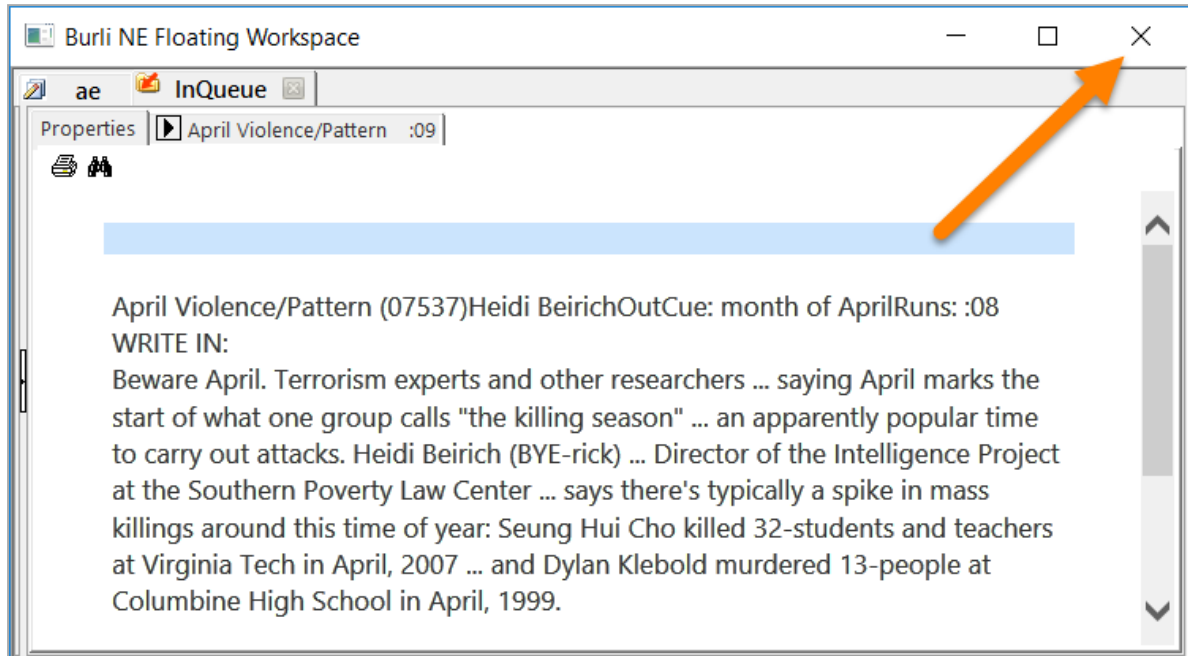 Burli NE Floating Workspace
ae InQueue
Properties April Violence/Pattern :09
April Violence/Pattern (07537)Heidi BeirichOutCue: month of AprilRuns: :08
WRITE IN:
Beware April. Terrorism experts and other researchers ... saying April marks the
start of what one group calls "the killing season" ... an apparently popular time
to carry out attacks. Heidi Beirich (BYE-rick) ... Director of the Intelligence Project
at the Southern Poverty Law Center ... says there's typically a spike in mass
killings around this time of year: Seung Hui Cho killed 32-students and teachers
at Virginia Tech in April, 2007 ... and Dylan Klebold murdered 13-people at
Columbine High School in April, 1999.